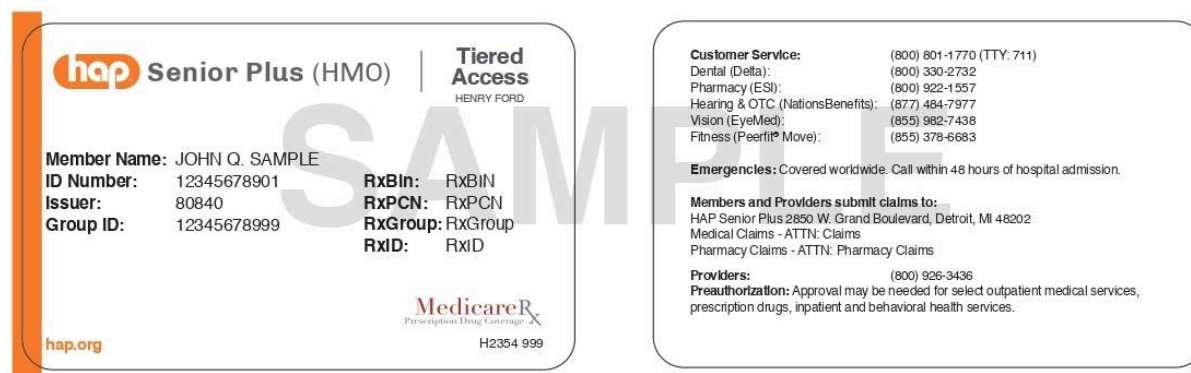 hap Senior Plus (HMO)
Tiered
Access
HENRY FORD
SAMPLE
Member Name: JOHN Q. SAMPLE
ID Number: 12345678901
Issuer: 80840
Group ID: 12345678999
RxBin: RxBIN
RxPCN: RxPCN
RxGroup: RxGroup
RxID: RxID
MedicareRx
Prescription Drug Coverage
hap.org
H2354 999
Customer Service: (800) 801-1770 (TTY: 711)
Dental (Delta): (800) 330-2732
Pharmacy (ESI): (800) 922-1557
Hearing & OTC (NationsBenefits): (877) 484-7977
Vision (EyeMed): (855) 982-7438
Fitness (Peerfit® Move): (855) 378-6683
Emergencies: Covered worldwide. Call within 48 hours of hospital admission.
Members and Providers submit claims to:
HAP Senior Plus 2850 W. Grand Boulevard, Detroit, MI 48202
Medical Claims - ATTN: Claims
Pharmacy Claims - ATTN: Pharmacy Claims
Providers: (800) 926-3436
Preauthorization: Approval may be needed for select outpatient medical services,
prescription drugs, inpatient and behavioral health services.